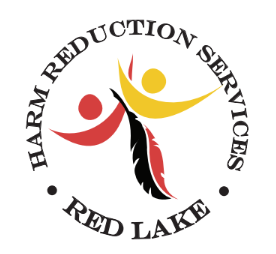 HARM REDUCTION SERVICES
• RED LAKE •